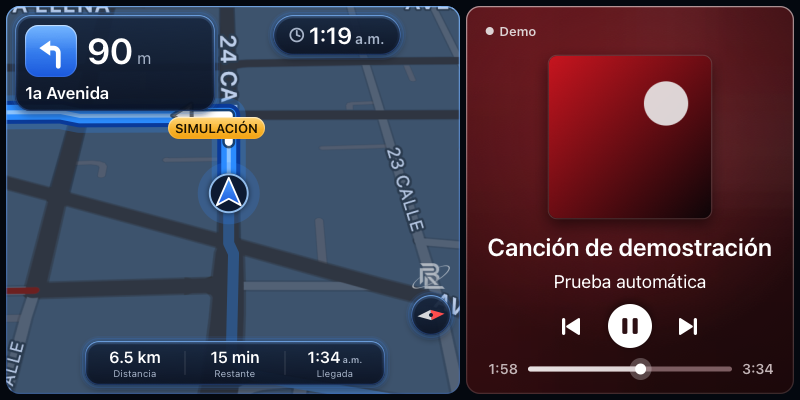 90 m
1a Avenida
1:19 a.m.
24 CA
SIMULACIÓN
23 CALLE
6.5 km
Distancia
15 min
Restante
1:34 a.m.
Llegada
Demo
Canción de demostración
Prueba automática
1:58
3:34